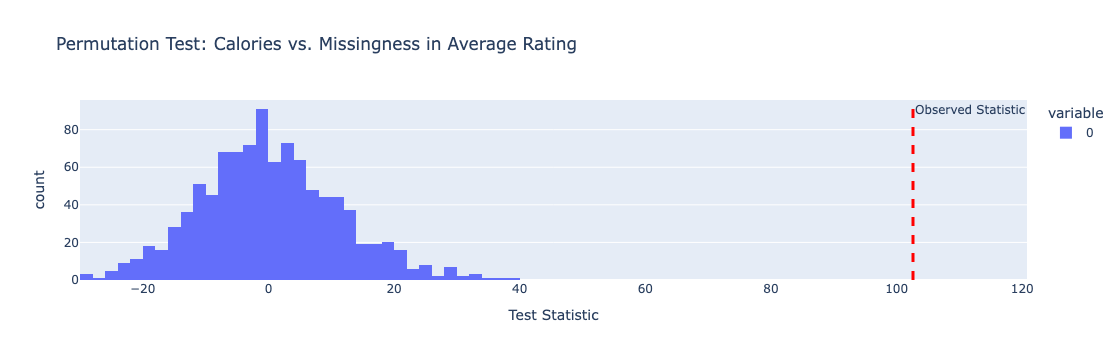 Permutation Test: Calories vs. Missingness in Average Rating
Observed Statistic
variable
0
count
80
60
40
20
0
−20
0
20
40
60
80
100
120
Test Statistic